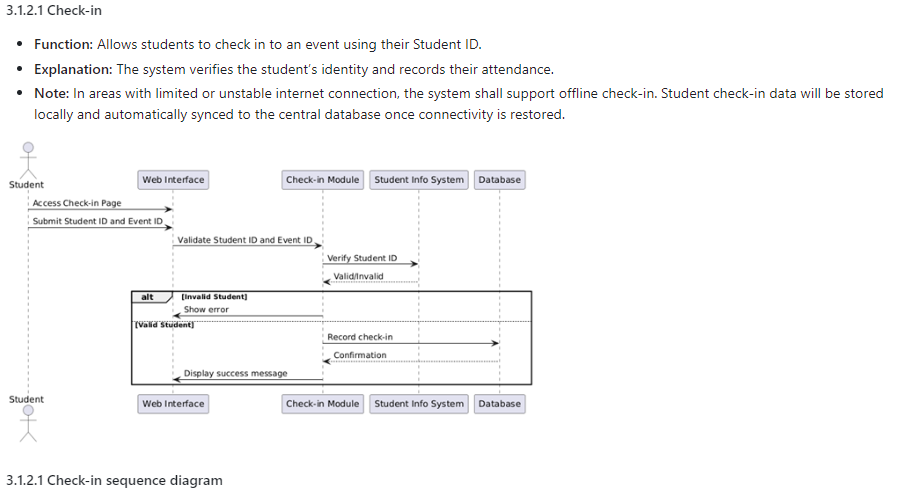 3.1.2.1 Check-in
• Function: Allows students to check in to an event using their Student ID.
• Explanation: The system verifies the student's identity and records their attendance.
• Note: In areas with limited or unstable internet connection, the system shall support offline check-in. Student check-in data will be stored
locally and automatically synced to the central database once connectivity is restored.
Student
Web Interface
Check-in Module
Student Info System
Database
Access Check-in Page
Submit Student ID and Event ID
Validate Student ID and Event ID
Verify Student ID
Valid/Invalid
alt
[Invalid Student]
Show error
[Valid Student]
Record check-in
Confirmation
Display success message
Student
Web Interface
Check-in Module
Student Info System
Database
3.1.2.1 Check-in sequence diagram